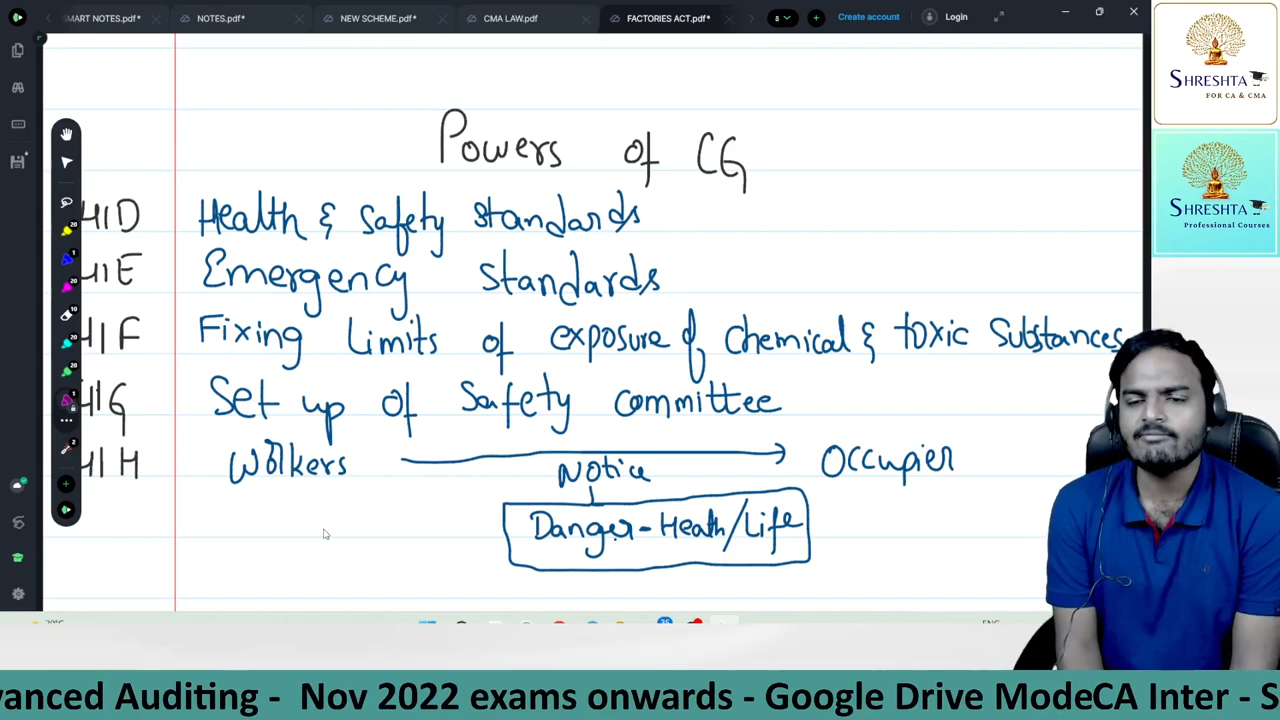 SMART NOTES.pdf*
NOTES.pdf*
NEW SCHEME.pdf*
CMA LAW.pdf
FACTORIES ACT.pdf*
8
Create account
Login
SHRESHTA
FOR CA & CMA
SHRESHTA
Professional Courses
Powers of CG
41D Health & Safety standards
41E Emergency standards
41F Fixing Limits of exposure of chemical & toxic substances
41G Set up of Safety committee
41H Workers Notice Occupier
Danger-Heath/Life
ENG
vanced Auditing - Nov 2022 exams onwards - Google Drive ModeCA Inter - S